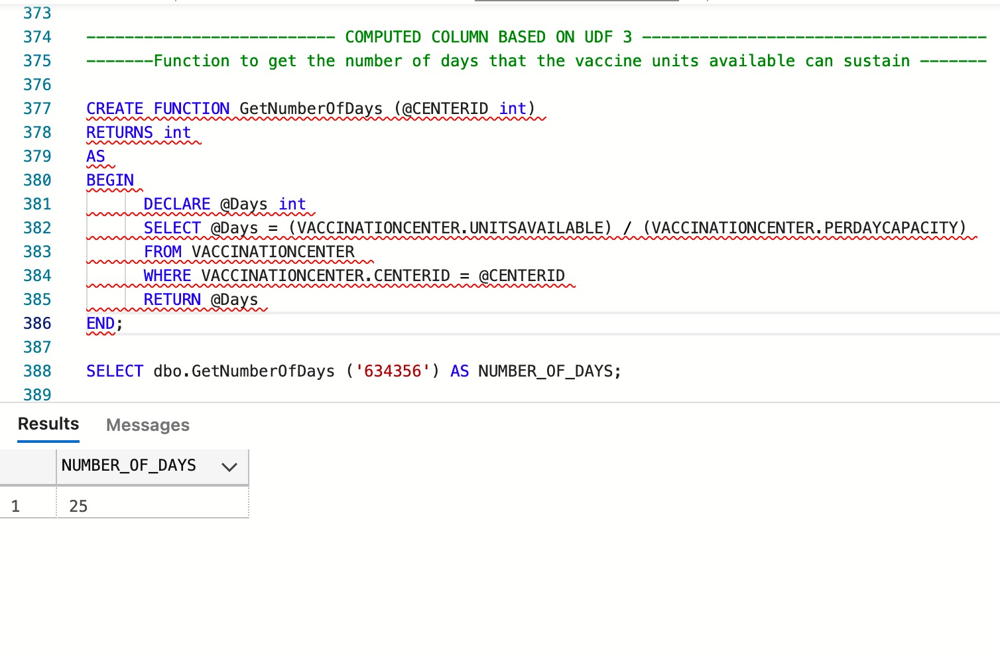 373
374 -------------------------- COMPUTED COLUMN BASED ON UDF 3 ------------------------------------
375 -------Function to get the number of days that the vaccine units available can sustain -------
376
377 CREATE FUNCTION GetNumberOfDays (@CENTERID int)
378 RETURNS int
379 AS
380 BEGIN
381 DECLARE @Days int
382 SELECT @Days = (VACCINATIONCENTER.UNITSAVAILABLE) / (VACCINATIONCENTER.PERDAYCAPACITY)
383 FROM VACCINATIONCENTER
384 WHERE VACCINATIONCENTER.CENTERID = @CENTERID
385 RETURN @Days
386 END;
387
388 SELECT dbo.GetNumberOfDays ('634356') AS NUMBER_OF_DAYS;
389
Results Messages
NUMBER_OF_DAYS
1 25